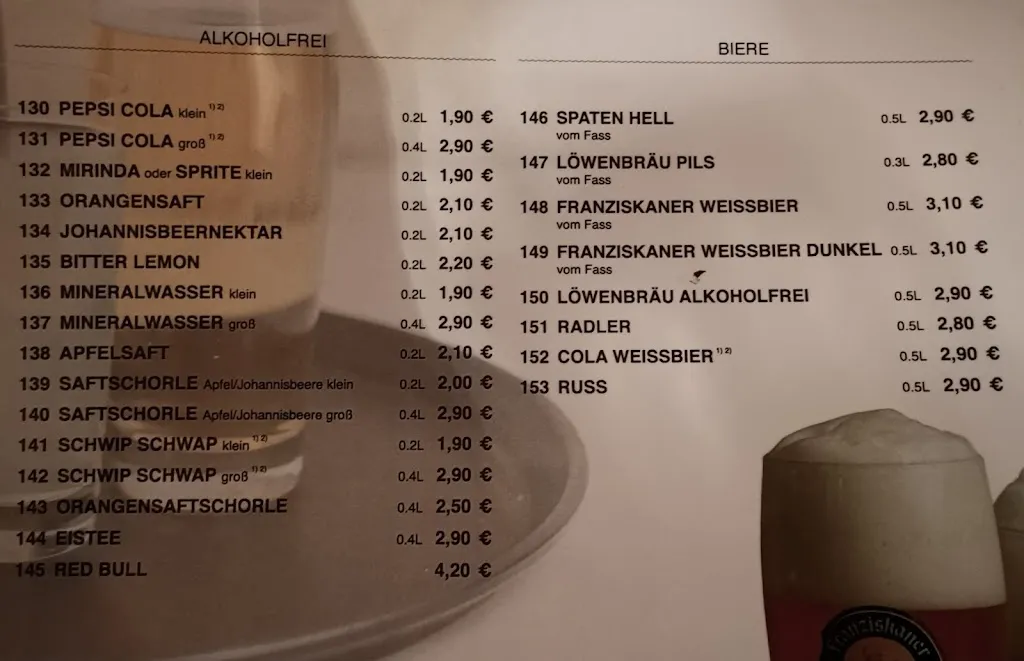 ALKOHOLFREI
130 PEPSI COLA klein 1) 2) 0.2L 1,90 €
131 PEPSI COLA groß 1) 2) 0.4L 2,90 €
132 MIRINDA oder SPRITE klein 0.2L 1,90 €
133 ORANGENSAFT 0.2L 2,10 €
134 JOHANNISBEERNEKTAR 0.2L 2,10 €
135 BITTER LEMON 0.2L 2,20 €
136 MINERALWASSER klein 0.2L 1,90 €
137 MINERALWASSER groß 0.4L 2,90 €
138 APFELSAFT 0.2L 2,10 €
139 SAFTSCHORLE Apfel/Johannisbeere klein 0.2L 2,00 €
140 SAFTSCHORLE Apfel/Johannisbeere groß 0.4L 2,90 €
141 SCHWIP SCHWAP klein 1) 2) 0.2L 1,90 €
142 SCHWIP SCHWAP groß 1) 2) 0.4L 2,90 €
143 ORANGENSAFTSCHORLE 0.4L 2,50 €
144 EISTEE 0.4L 2,90 €
145 RED BULL 4,20 €
BIERE
146 SPATEN HELL 0.5L 2,90 €
vom Fass
147 LÖWENBRÄU PILS 0.3L 2,80 €
vom Fass
148 FRANZISKANER WEISSBIER 0.5L 3,10 €
vom Fass
149 FRANZISKANER WEISSBIER DUNKEL 0.5L 3,10 €
vom Fass
150 LÖWENBRÄU ALKOHOLFREI 0.5L 2,90 €
151 RADLER 0.5L 2,80 €
152 COLA WEISSBIER 1) 2) 0.5L 2,90 €
153 RUSS 0.5L 2,90 €
Franziskaner